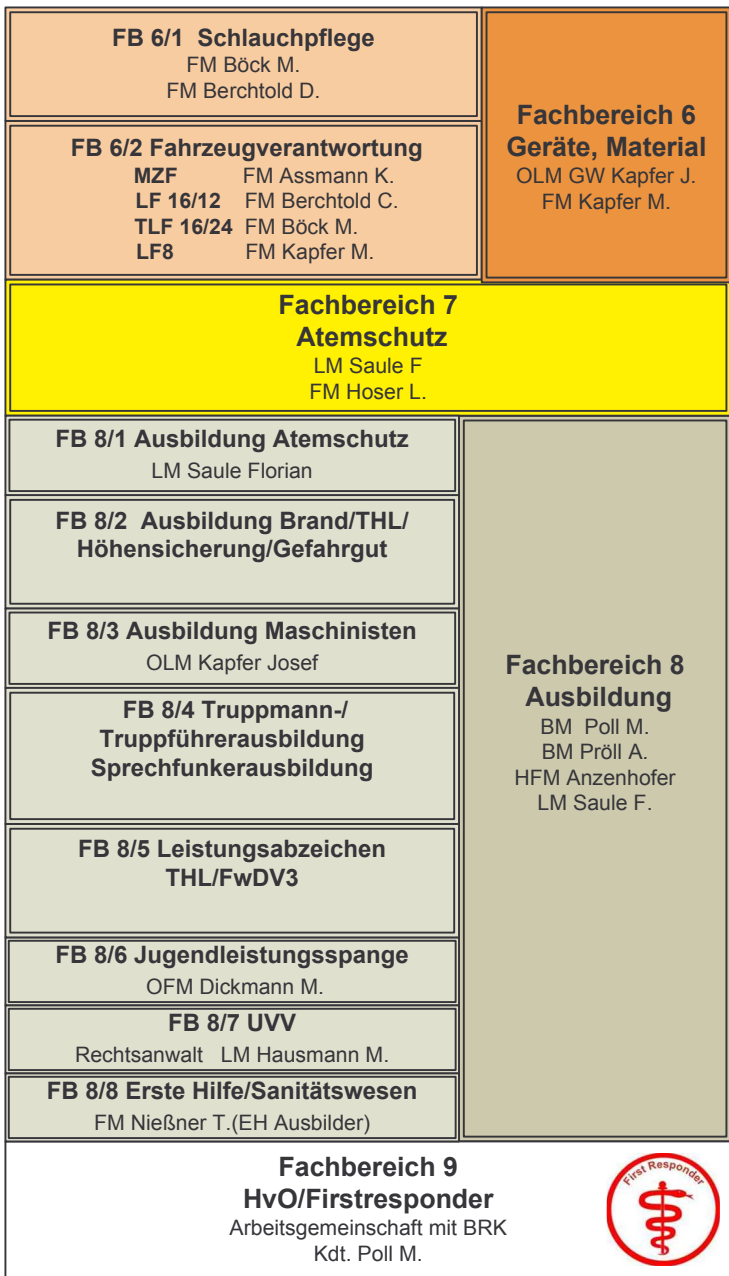 FB 6/1 Schlauchpflege
FM Böck M.
FM Berchtold D.
FB 6/2 Fahrzeugverantwortung
MZF FM Assmann K.
LF 16/12 FM Berchtold C.
TLF 16/24 FM Böck M.
LF8 FM Kapfer M.
Fachbereich 6
Geräte, Material
OLM GW Kapfer J.
FM Kapfer M.
Fachbereich 7
Atemschutz
LM Saule F
FM Hoser L.
FB 8/1 Ausbildung Atemschutz
LM Saule Florian
FB 8/2 Ausbildung Brand/THL/
Höhensicherung/Gefahrgut
FB 8/3 Ausbildung Maschinisten
OLM Kapfer Josef
FB 8/4 Truppmann-/
Truppführerausbildung
Sprechfunkerausbildung
FB 8/5 Leistungsabzeichen
THL/FwDV3
FB 8/6 Jugendleistungsspange
OFM Dickmann M.
FB 8/7 UVV
Rechtsanwalt LM Hausmann M.
FB 8/8 Erste Hilfe/Sanitätswesen
FM Nießner T.(EH Ausbilder)
Fachbereich 8
Ausbildung
BM Poll M.
BM Pröll A.
HFM Anzenhofer
LM Saule F.
Fachbereich 9
HvO/Firstresponder
Arbeitsgemeinschaft mit BRK
Kdt. Poll M.
First Responder